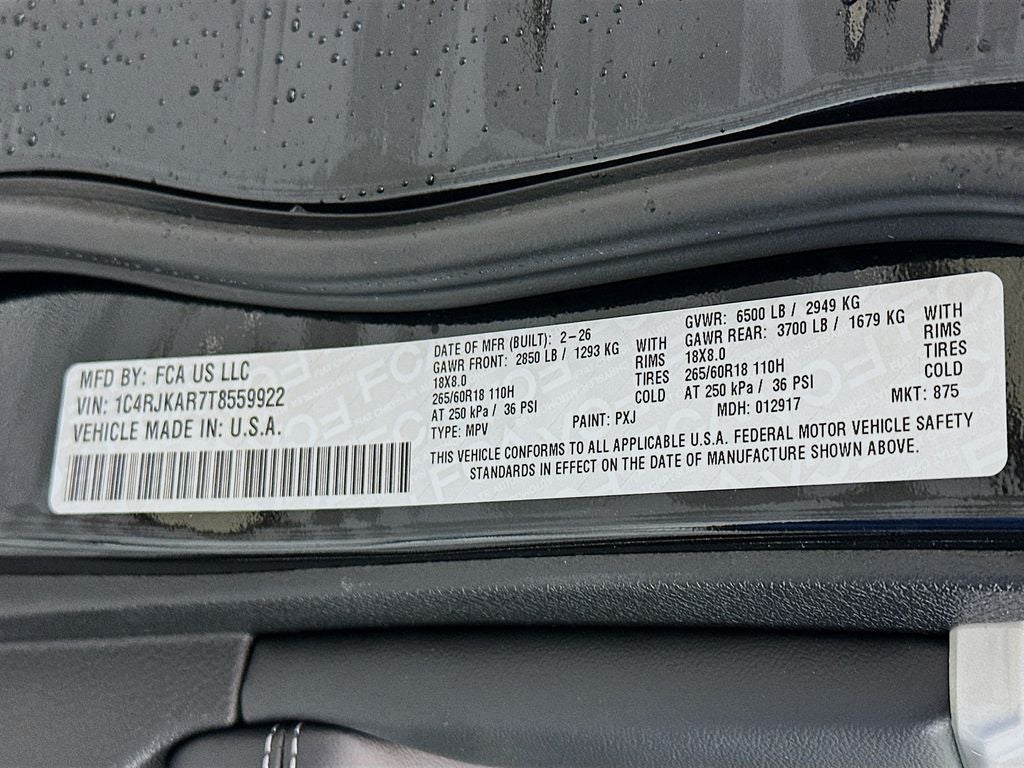 MFD BY: FCA US LLC
VIN: 1C4RJKAR7T8559922
VEHICLE MADE IN: U.S.A.
DATE OF MFR (BUILT): 2-26
GAWR FRONT: 2850 LB / 1293 KG WITH
18X8.0 RIMS
265/60R18 110H TIRES
AT 250 kPa / 36 PSI COLD
TYPE: MPV PAINT: PXJ
GVWR: 6500 LB / 2949 KG
GAWR REAR: 3700 LB / 1679 KG WITH
18X8.0 RIMS
265/60R18 110H TIRES
AT 250 kPa / 36 PSI COLD
MDH: 012917 MKT: 875
THIS VEHICLE CONFORMS TO ALL APPLICABLE U.S.A. FEDERAL MOTOR VEHICLE SAFETY
STANDARDS IN EFFECT ON THE DATE OF MANUFACTURE SHOWN ABOVE.